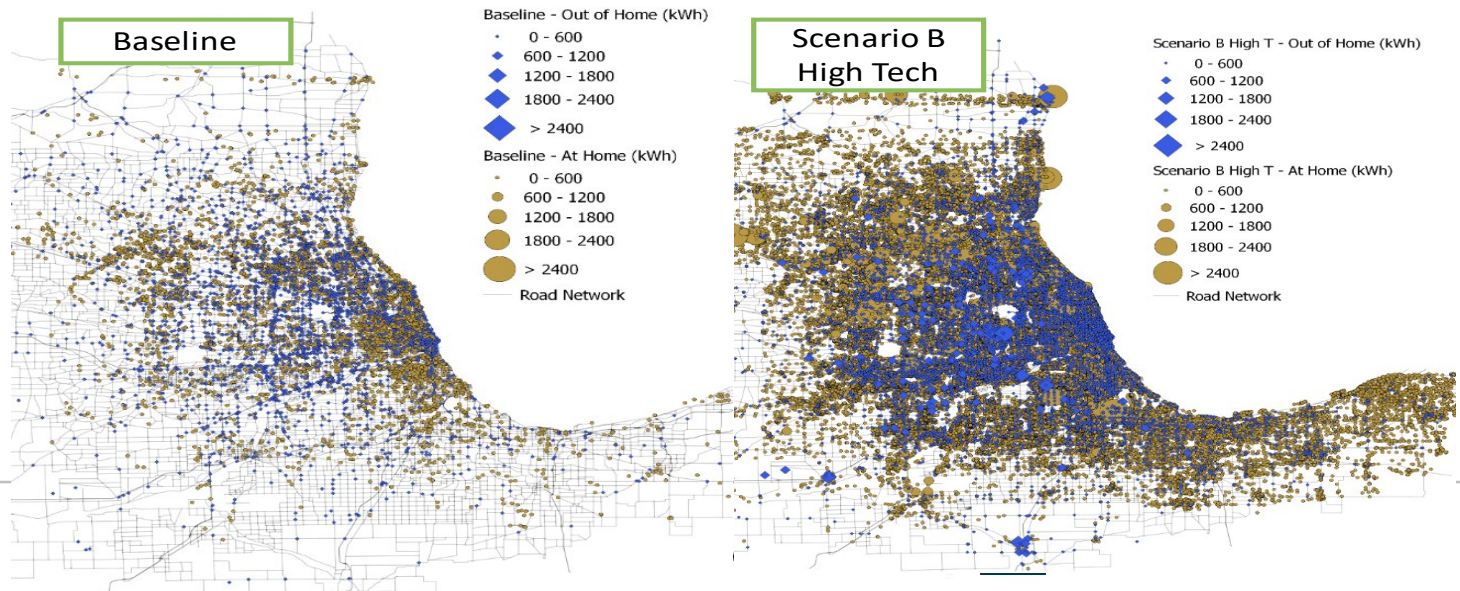 Baseline
Baseline - Out of Home (kWh)
0 - 600
600 - 1200
1200 - 1800
1800 - 2400
> 2400
Baseline - At Home (kWh)
0 - 600
600 - 1200
1200 - 1800
1800 - 2400
> 2400
Road Network
Scenario B
High Tech
Scenario B High T - Out of Home (kWh)
0 - 600
600 - 1200
1200 - 1800
1800 - 2400
> 2400
Scenario B High T - At Home (kWh)
0 - 600
600 - 1200
1200 - 1800
1800 - 2400
> 2400
Road Network